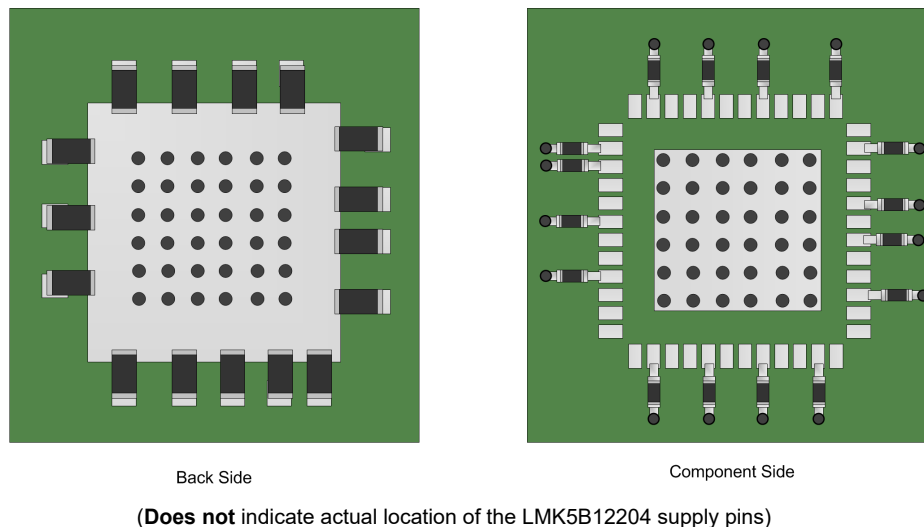 Back Side
Component Side
(Does not indicate actual location of the LMK5B12204 supply pins)